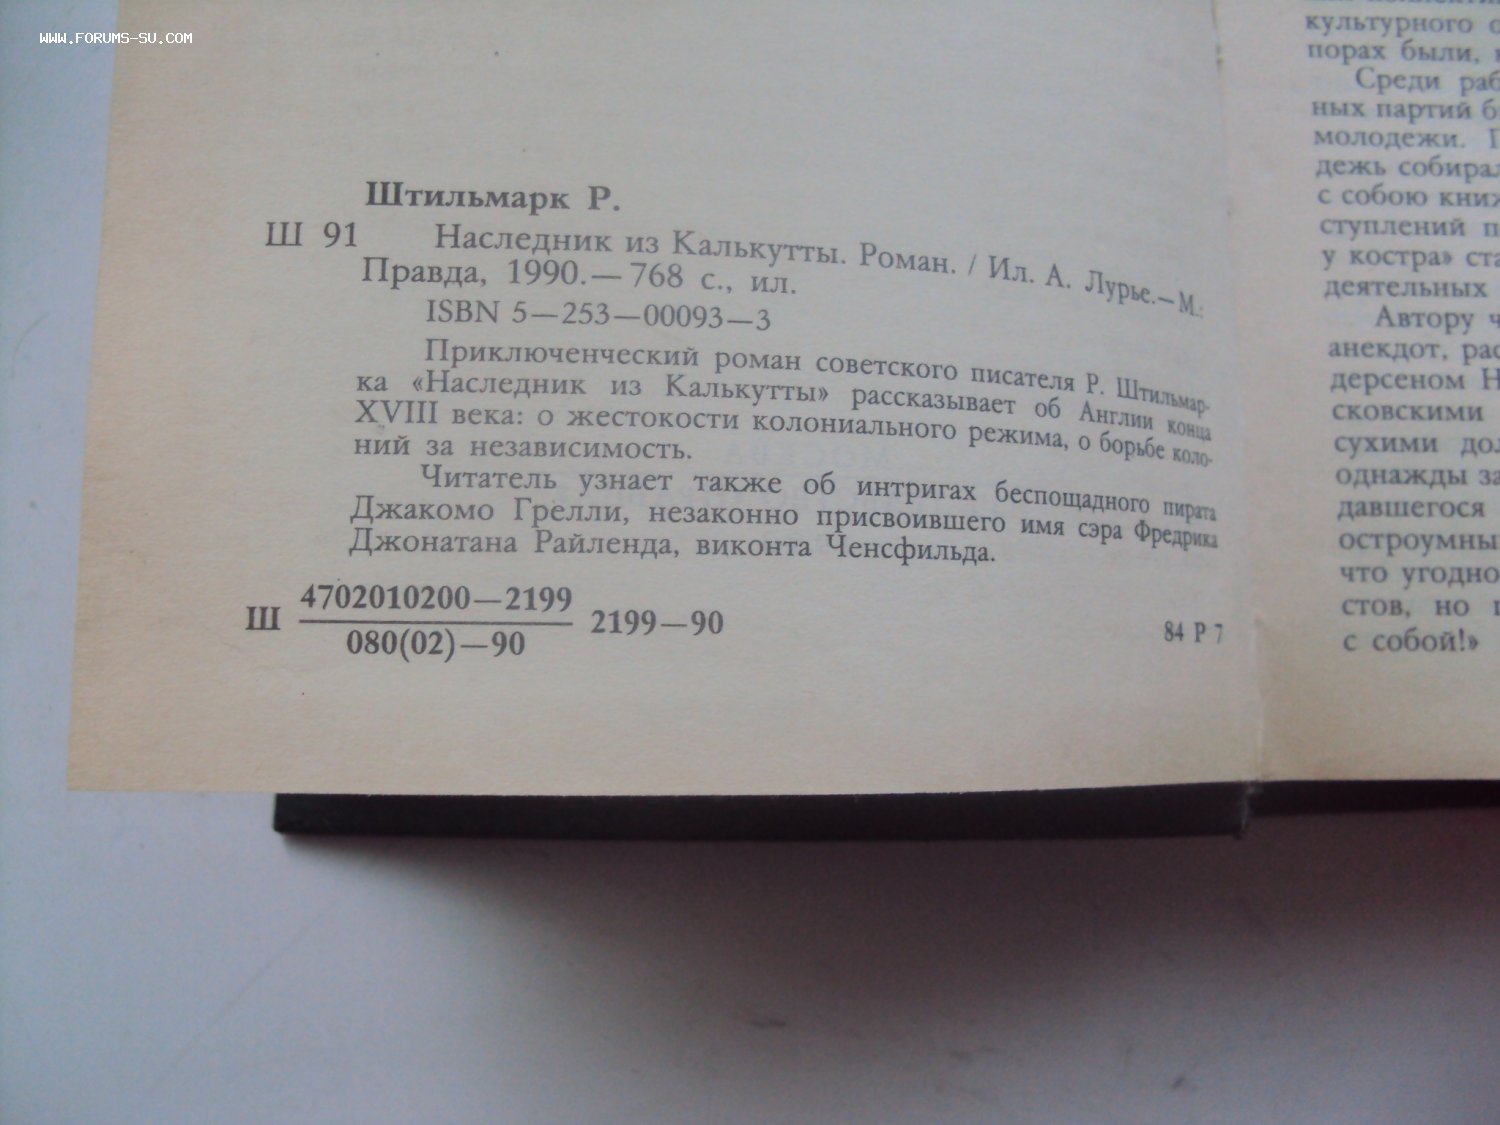 WWW.FORUMS-SU.COM
Штильмарк Р.
Ш 91 Наследник из Калькутты. Роман. / Ил. А. Лурье.—М.:
Правда, 1990.—768 с., ил.
ISBN 5—253—00093—3
Приключенческий роман советского писателя Р. Штильмар-
ка «Наследник из Калькутты» рассказывает об Англии конца
XVIII века: о жестокости колониального режима, о борьбе коло-
ний за независимость.
Читатель узнает также об интригах беспощадного пирата
Джакомо Грелли, незаконно присвоившего имя сэра Фредрика
Джонатана Райленда, виконта Ченсфильда.
Ш 4702010200—2199 2199—90
080(02)—90
84 Р 7
культурного
порах были,
Среди
ных партий
молодежи.
дежь
с собою
ступлений
у костра»
деятельных
Автору
анекдот,
дерсеном
сковскими
сухими
однажды
давшегося
остроумны
что угодно
стов, но
с собой!»